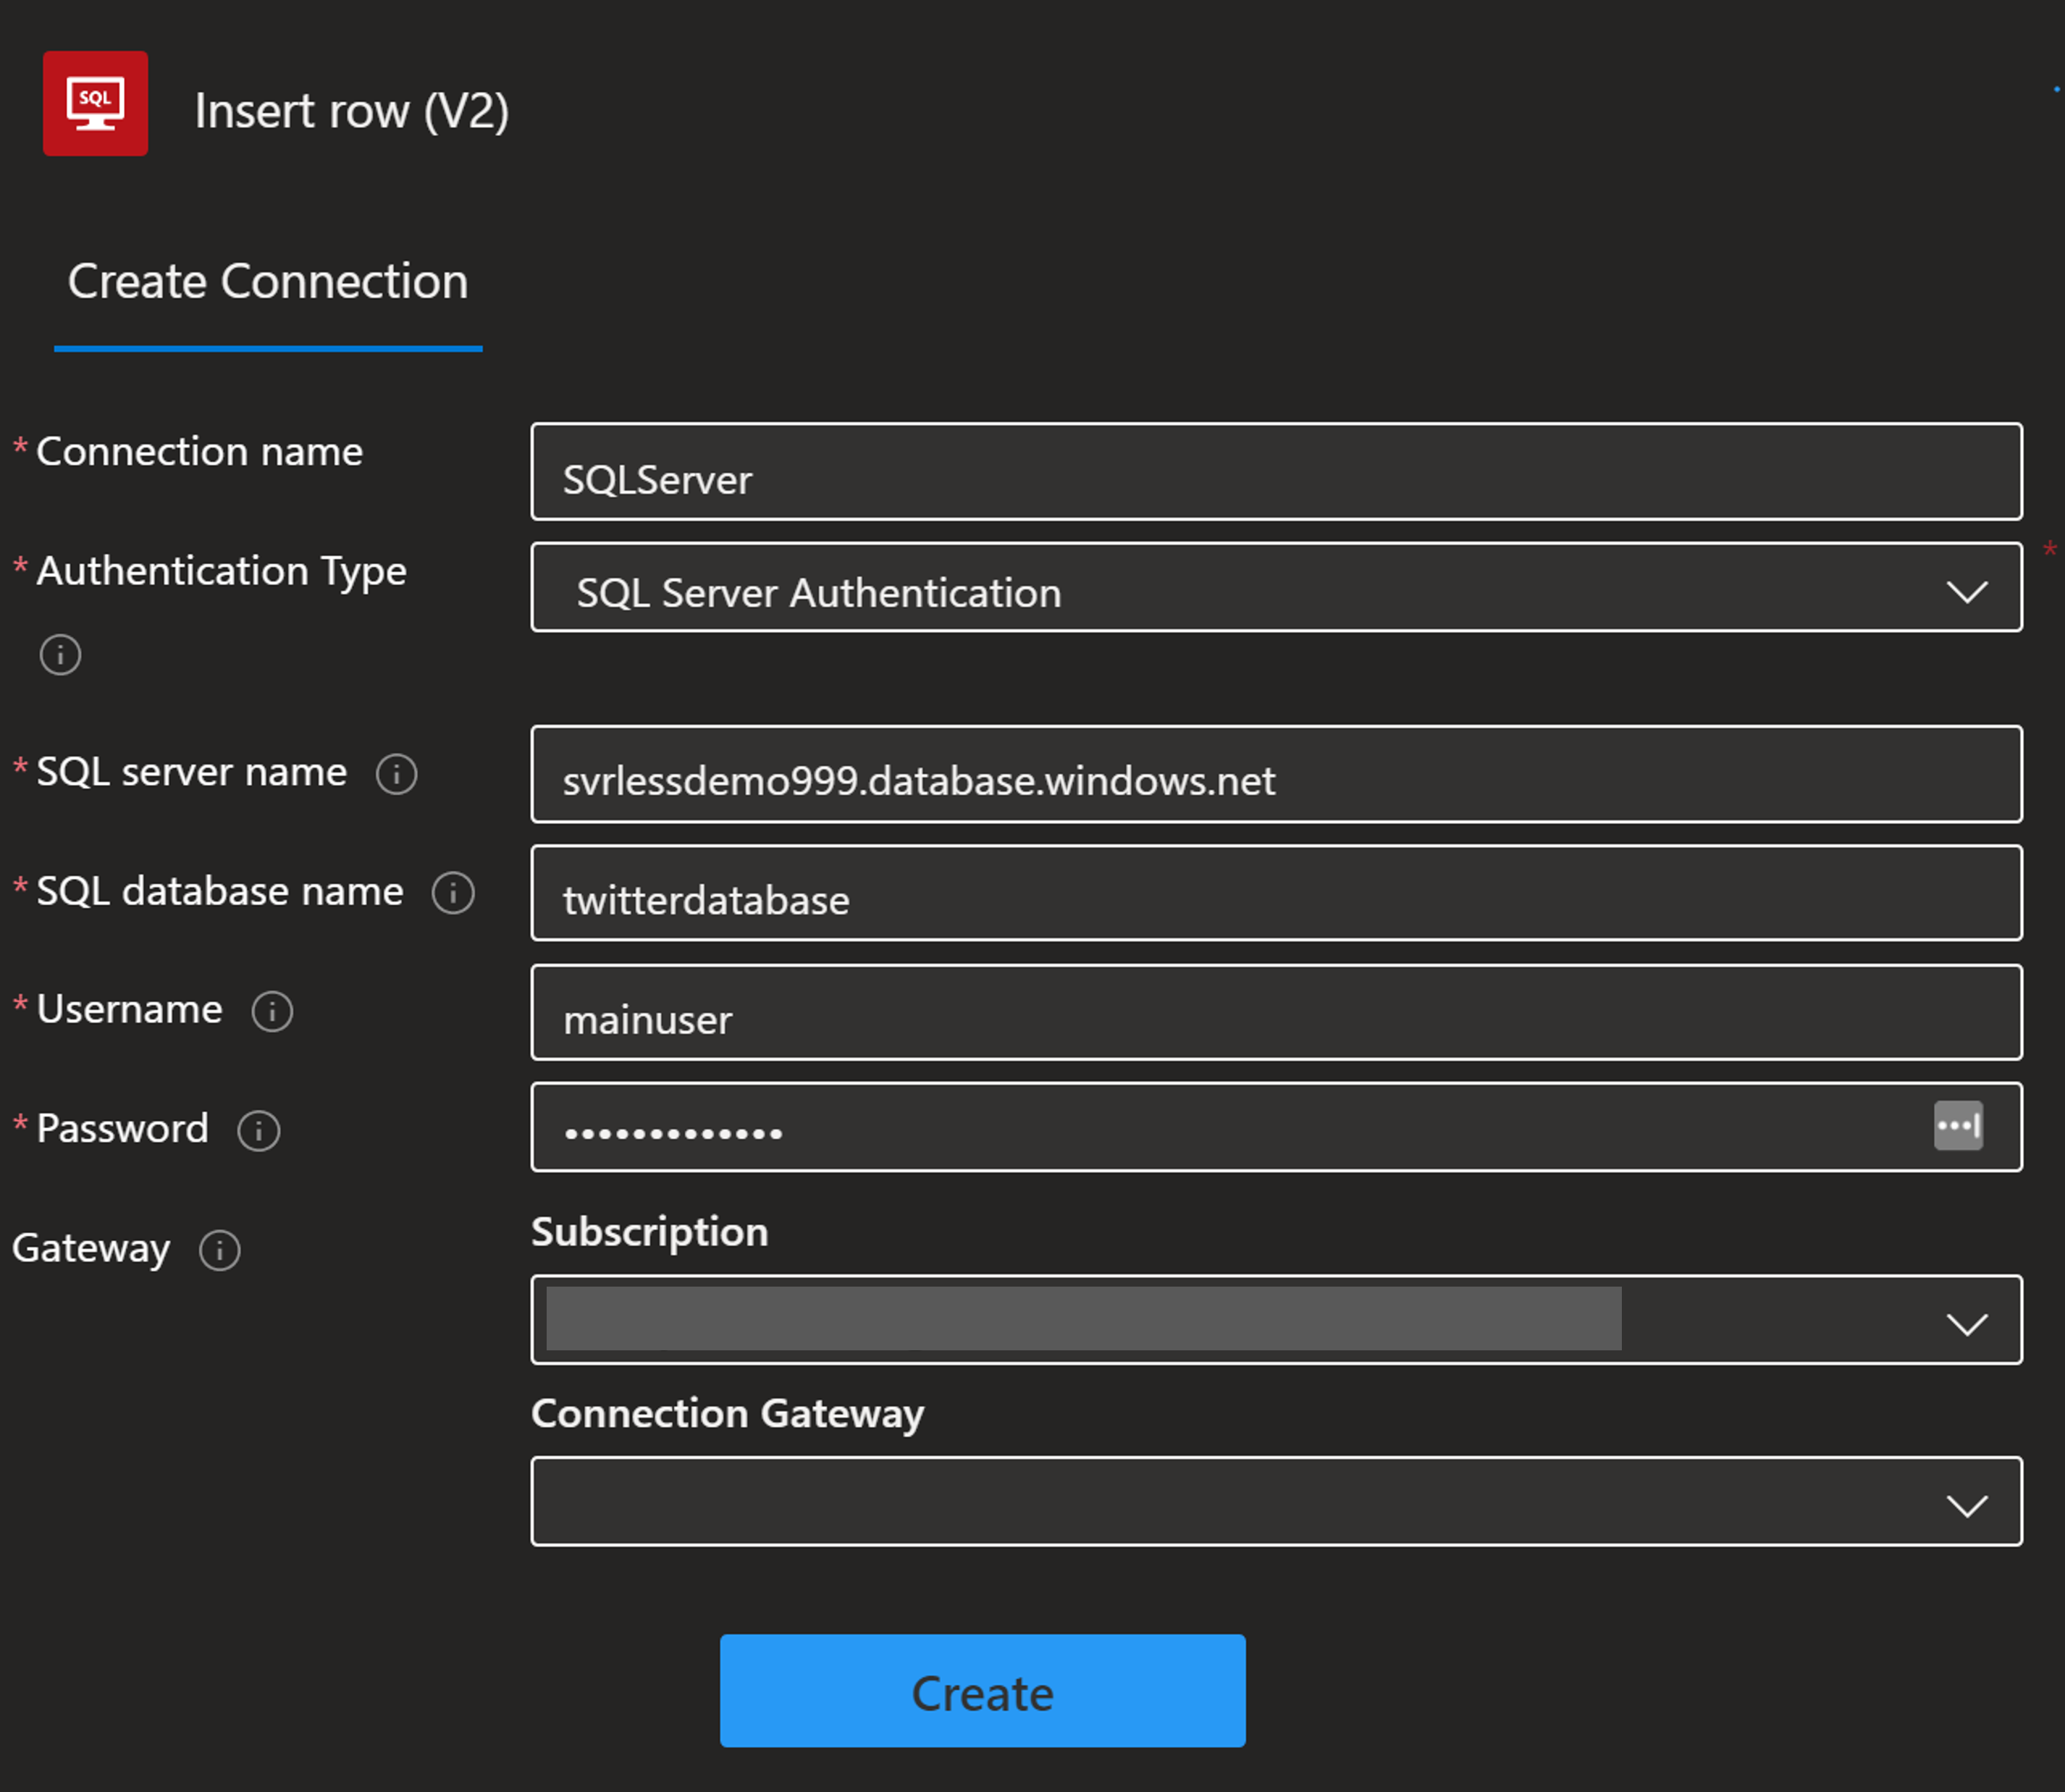 SQL
Insert row (V2)
Create Connection
* Connection name
SQLServer
* Authentication Type
SQL Server Authentication
*
* SQL server name
svrlessdemo999.database.windows.net
* SQL database name
twitterdatabase
* Username
mainuser
* Password
•••••••••••••
Gateway
Subscription
Connection Gateway
Create